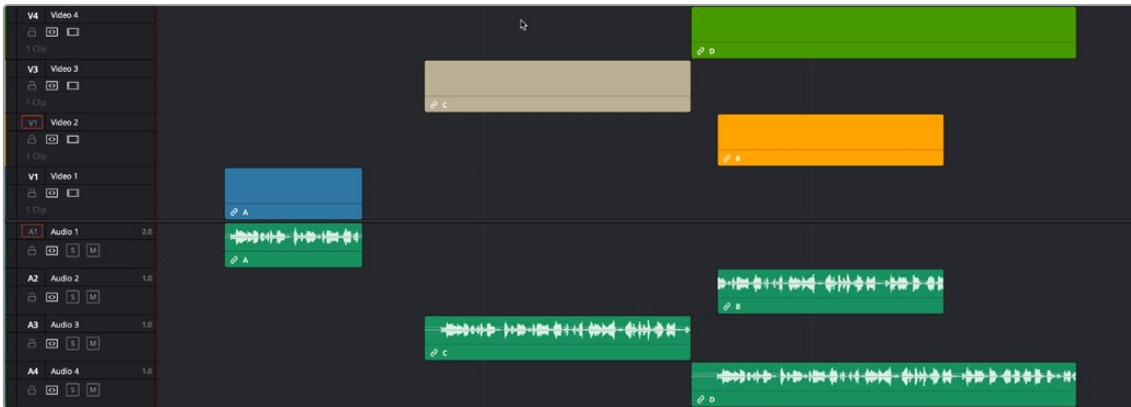 V4 Video 4
1 Clip
D
V3 Video 3
1 Clip
C
V1 Video 2
1 Clip
B
V1 Video 1
1 Clip
A
A1 Audio 1 2.0
S M
A
A2 Audio 2 1.0
S M
B
A3 Audio 3 1.0
S M
C
A4 Audio 4 1.0
S M
D